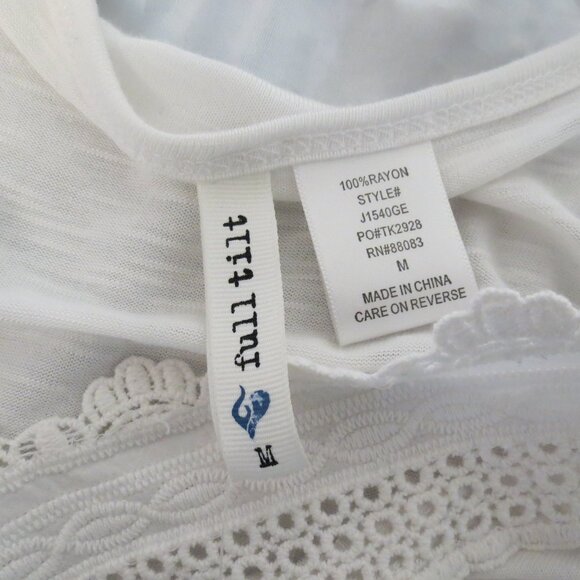 full tilt
M
100%RAYON
STYLE#
J1540GE
PO#TK2928
RN#88083
M
MADE IN CHINA
CARE ON REVERSE